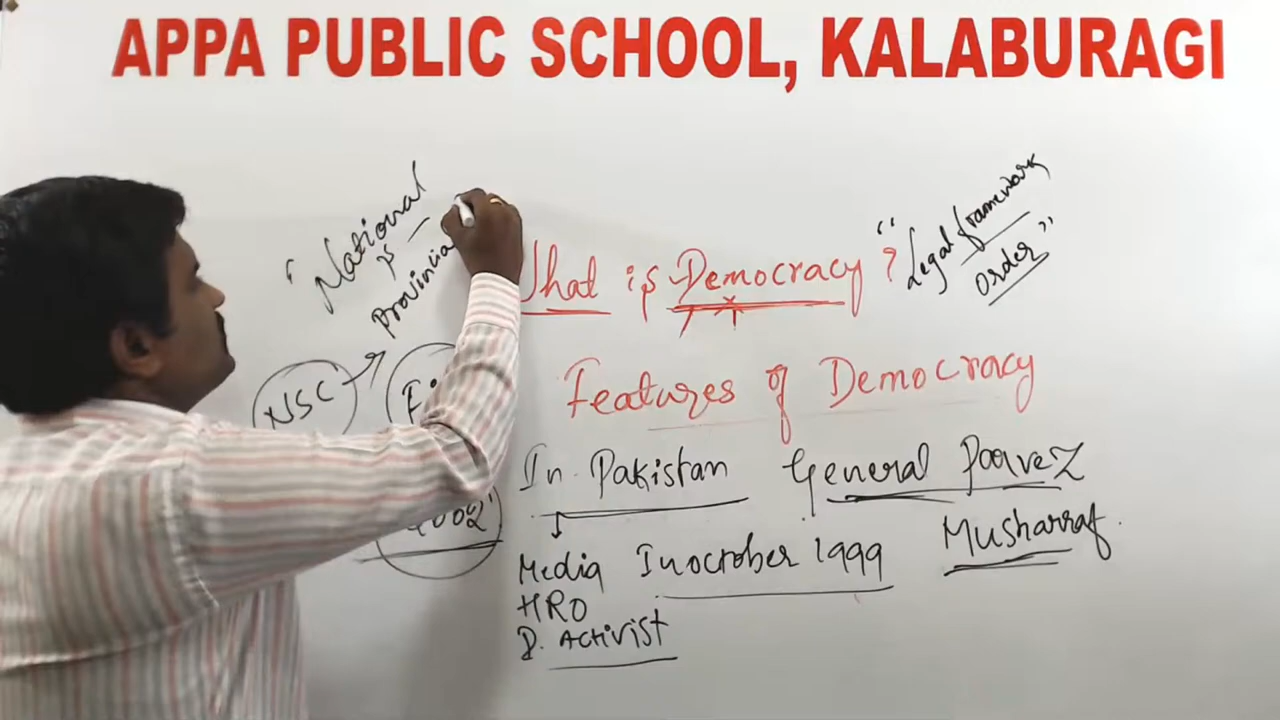 APPA PUBLIC SCHOOL, KALABURAGI
"National
&
Provincia
What is Democracy ?
"Legal framework
order"
Features of Democracy
NSC
In Pakistan General Parvez
Musharraf
2002
Media In october 1999
HRO
D. Activist